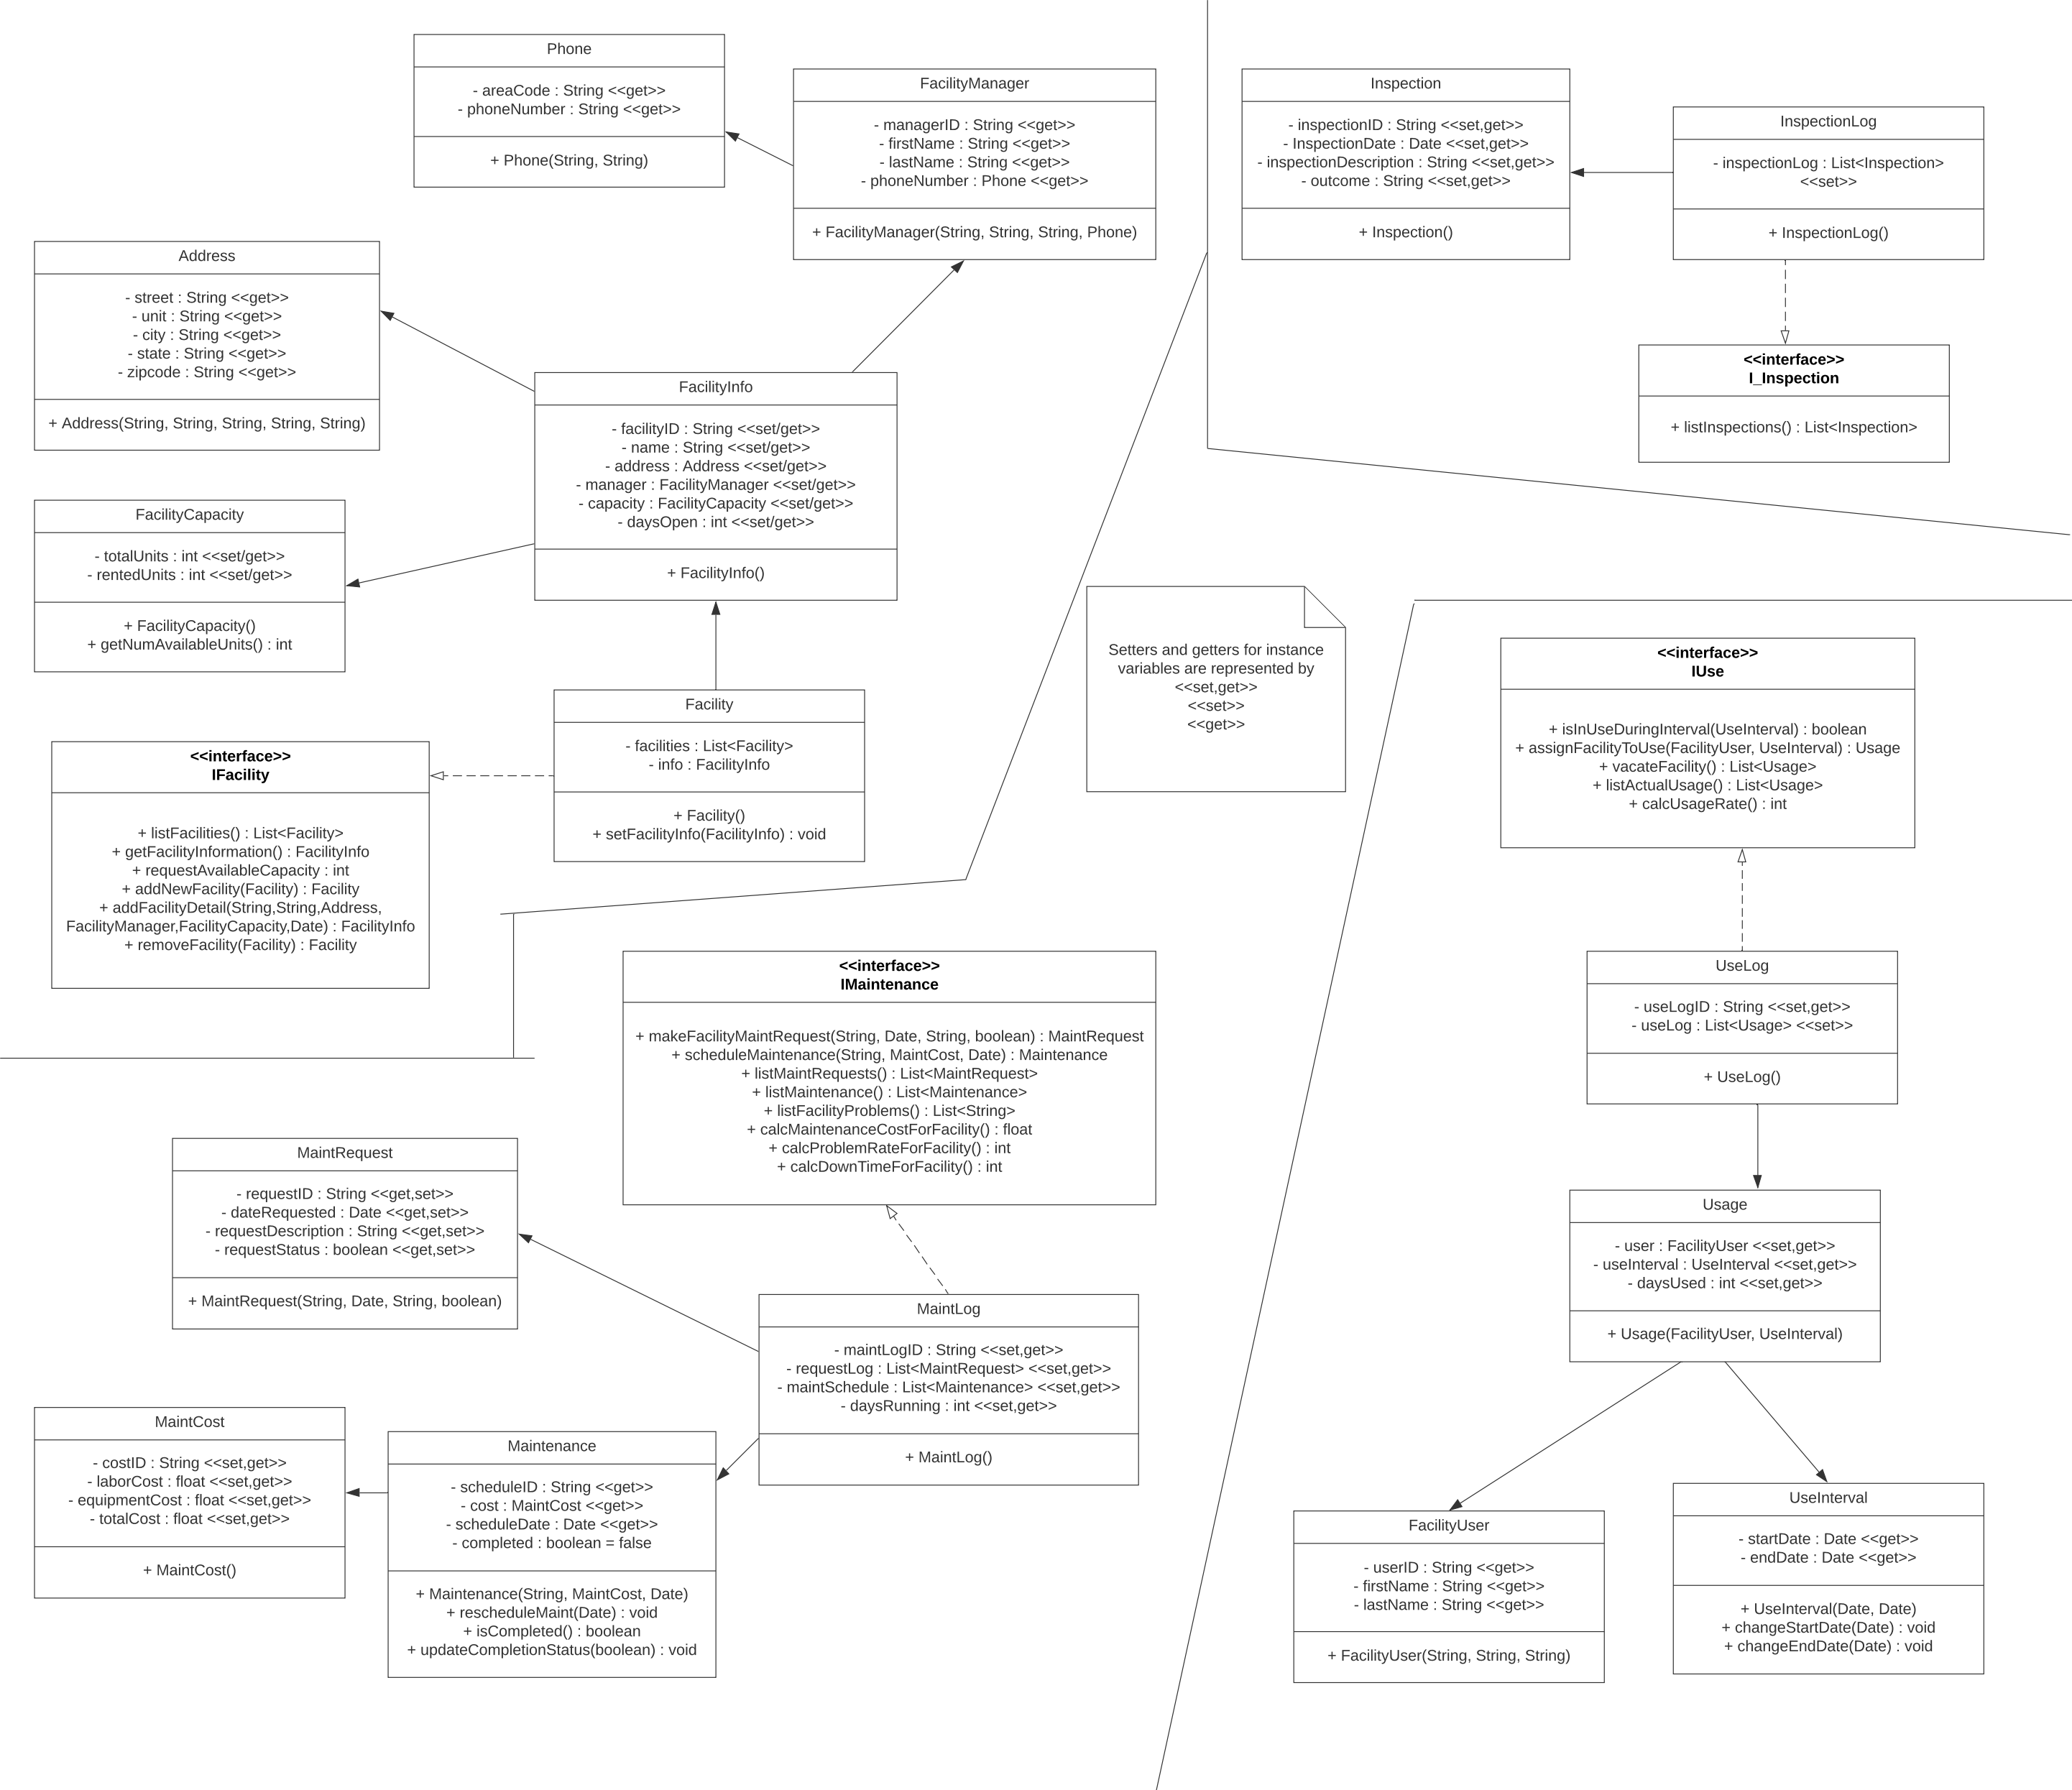 Phone
- areaCode : String <<get>>
- phoneNumber : String <<get>>
+ Phone(String, String)
FacilityManager
- managerID : String <<get>>
- firstName : String <<get>>
- lastName : String <<get>>
- phoneNumber : Phone <<get>>
+ FacilityManager(String, String, String, Phone)
Address
- street : String <<get>>
- unit : String <<get>>
- city : String <<get>>
- state : String <<get>>
- zipcode : String <<get>>
+ Address(String, String, String, String, String)
FacilityInfo
- facilityID : String <<set/get>>
- name : String <<set/get>>
- address : Address <<set/get>>
- manager : FacilityManager <<set/get>>
- capacity : FacilityCapacity <<set/get>>
- daysOpen : int <<set/get>>
+ FacilityInfo()
FacilityCapacity
- totalUnits : int <<set/get>>
- rentedUnits : int <<set/get>>
+ FacilityCapacity()
+ getNumAvailableUnits() : int
Facility
- facilities : List<Facility>
- info : FacilityInfo
+ Facility()
+ setFacilityInfo(FacilityInfo) : void
<<interface>>
IFacility
+ listFacilities() : List<Facility>
+ getFacilityInformation() : FacilityInfo
+ requestAvailableCapacity : int
+ addNewFacility(Facility) : Facility
+ addFacilityDetail(String,String,Address,
FacilityManager,FacilityCapacity,Date) : FacilityInfo
+ removeFacility(Facility) : Facility
Inspection
- inspectionID : String <<set,get>>
- InspectionDate : Date <<set,get>>
- inspectionDescription : String <<set,get>>
- outcome : String <<set,get>>
+ Inspection()
InspectionLog
- inspectionLog : List<Inspection>
<<set>>
+ InspectionLog()
<<interface>>
I_Inspection
+ listInspections() : List<Inspection>
Setters and getters for instance
variables are represented by
<<set,get>>
<<set>>
<<get>>
<<interface>>
IUse
+ isInUseDuringInterval(UseInterval) : boolean
+ assignFacilityToUse(FacilityUser, UseInterval) : Usage
+ vacateFacility() : List<Usage>
+ listActualUsage() : List<Usage>
+ calcUsageRate() : int
UseLog
- useLogID : String <<set,get>>
- useLog : List<Usage> <<set>>
+ UseLog()
Usage
- user : FacilityUser <<set,get>>
- useInterval : UseInterval <<set,get>>
- daysUsed : int <<set,get>>
+ Usage(FacilityUser, UseInterval)
FacilityUser
- userID : String <<get>>
- firstName : String <<get>>
- lastName : String <<get>>
+ FacilityUser(String, String, String)
UseInterval
- startDate : Date <<get>>
- endDate : Date <<get>>
+ UseInterval(Date, Date)
+ changeStartDate(Date) : void
+ changeEndDate(Date) : void
<<interface>>
IMaintenance
+ makeFacilityMaintRequest(String, Date, String, boolean) : MaintRequest
+ scheduleMaintenance(String, MaintCost, Date) : Maintenance
+ listMaintRequests() : List<MaintRequest>
+ listMaintenance() : List<Maintenance>
+ listFacilityProblems() : List<String>
+ calcMaintenanceCostForFacility() : float
+ calcProblemRateForFacility() : int
+ calcDownTimeForFacility() : int
MaintRequest
- requestID : String <<get,set>>
- dateRequested : Date <<get,set>>
- requestDescription : String <<get,set>>
- requestStatus : boolean <<get,set>>
+ MaintRequest(String, Date, String, boolean)
MaintLog
- maintLogID : String <<set,get>>
- requestLog : List<MaintRequest> <<set,get>>
- maintSchedule : List<Maintenance> <<set,get>>
- daysRunning : int <<set,get>>
+ MaintLog()
MaintCost
- costID : String <<set,get>>
- laborCost : float <<set,get>>
- equipmentCost : float <<set,get>>
- totalCost : float <<set,get>>
+ MaintCost()
Maintenance
- scheduleID : String <<get>>
- cost : MaintCost <<get>>
- scheduleDate : Date <<get>>
- completed : boolean = false
+ Maintenance(String, MaintCost, Date)
+ rescheduleMaint(Date) : void
+ isCompleted() : boolean
+ updateCompletionStatus(boolean) : void